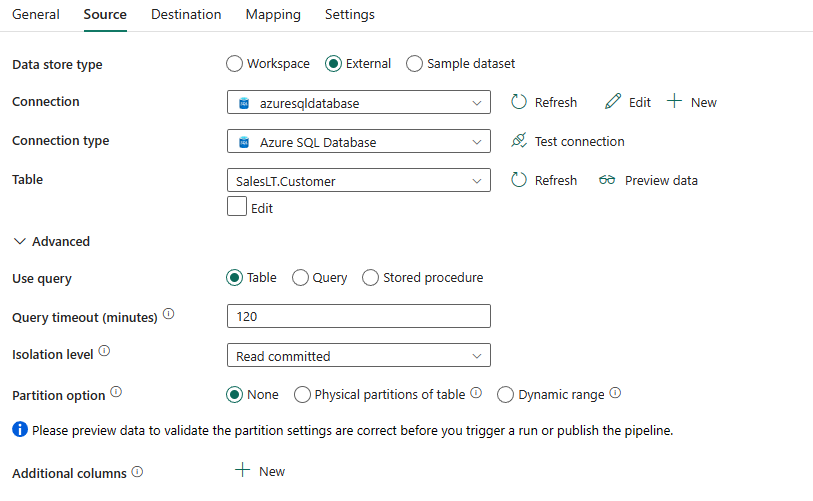 General Source Destination Mapping Settings
Data store type Workspace External Sample dataset
Connection azuresqldatabase Refresh Edit New
Connection type Azure SQL Database Test connection
Table SalesLT.Customer Refresh Preview data
Edit
Advanced
Use query Table Query Stored procedure
Query timeout (minutes) 120
Isolation level Read committed
Partition option None Physical partitions of table Dynamic range
Please preview data to validate the partition settings are correct before you trigger a run or publish the pipeline.
Additional columns New